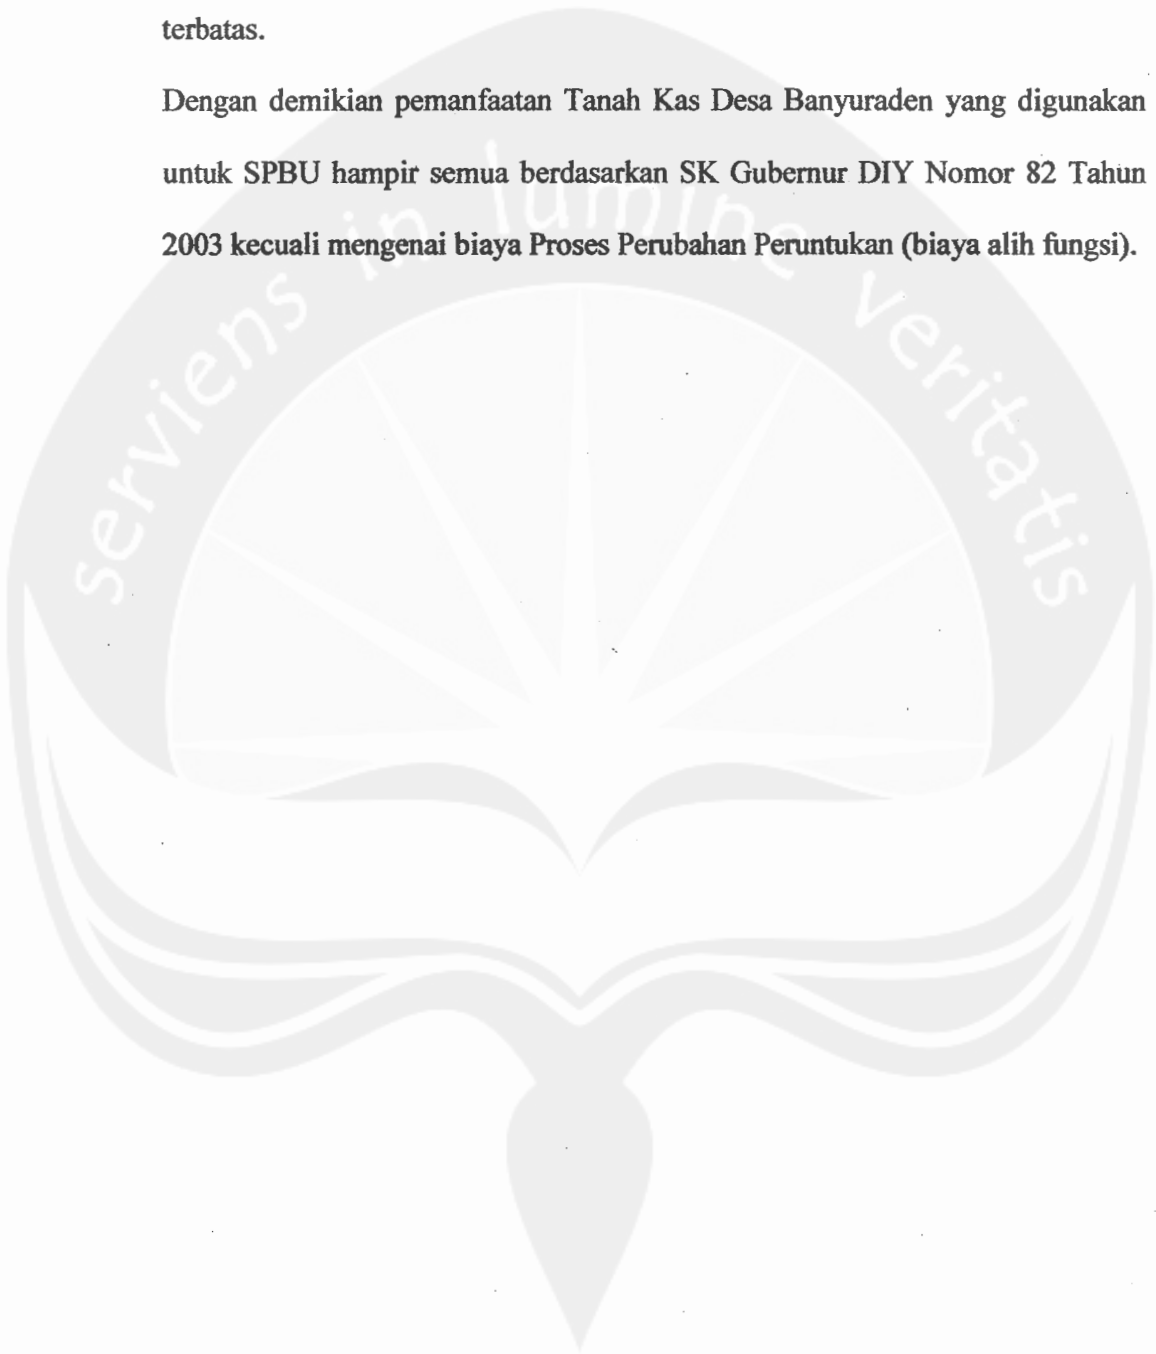 terbatas.
Dengan demikian pemanfaatan Tanah Kas Desa Banyuraden yang digunakan
untuk SPBU hampir semua berdasarkan SK Gubernur DIY Nomor 82 Tahun
2003 kecuali mengenai biaya Proses Perubahan Peruntukan (biaya alih fungsi).
serviens in lumine veritatis